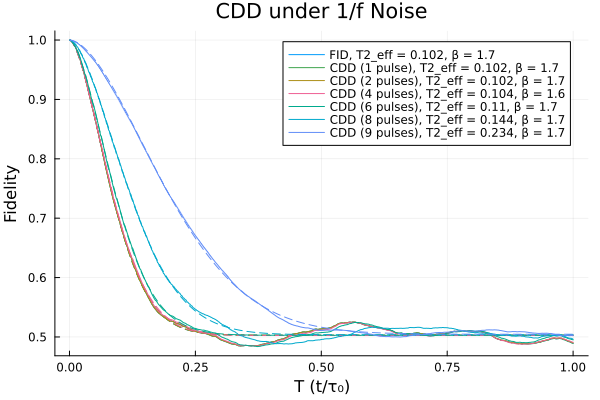 CDD under 1/f Noise
FID, T2_eff = 0.102, β = 1.7
CDD (1 pulse), T2_eff = 0.102, β = 1.7
CDD (2 pulses), T2_eff = 0.102, β = 1.7
CDD (4 pulses), T2_eff = 0.104, β = 1.6
CDD (6 pulses), T2_eff = 0.11, β = 1.7
CDD (8 pulses), T2_eff = 0.144, β = 1.7
CDD (9 pulses), T2_eff = 0.234, β = 1.7
Fidelity
1.0
0.9
0.8
0.7
0.6
0.5
0.00 0.25 0.50 0.75 1.00
T (t/τ₀)